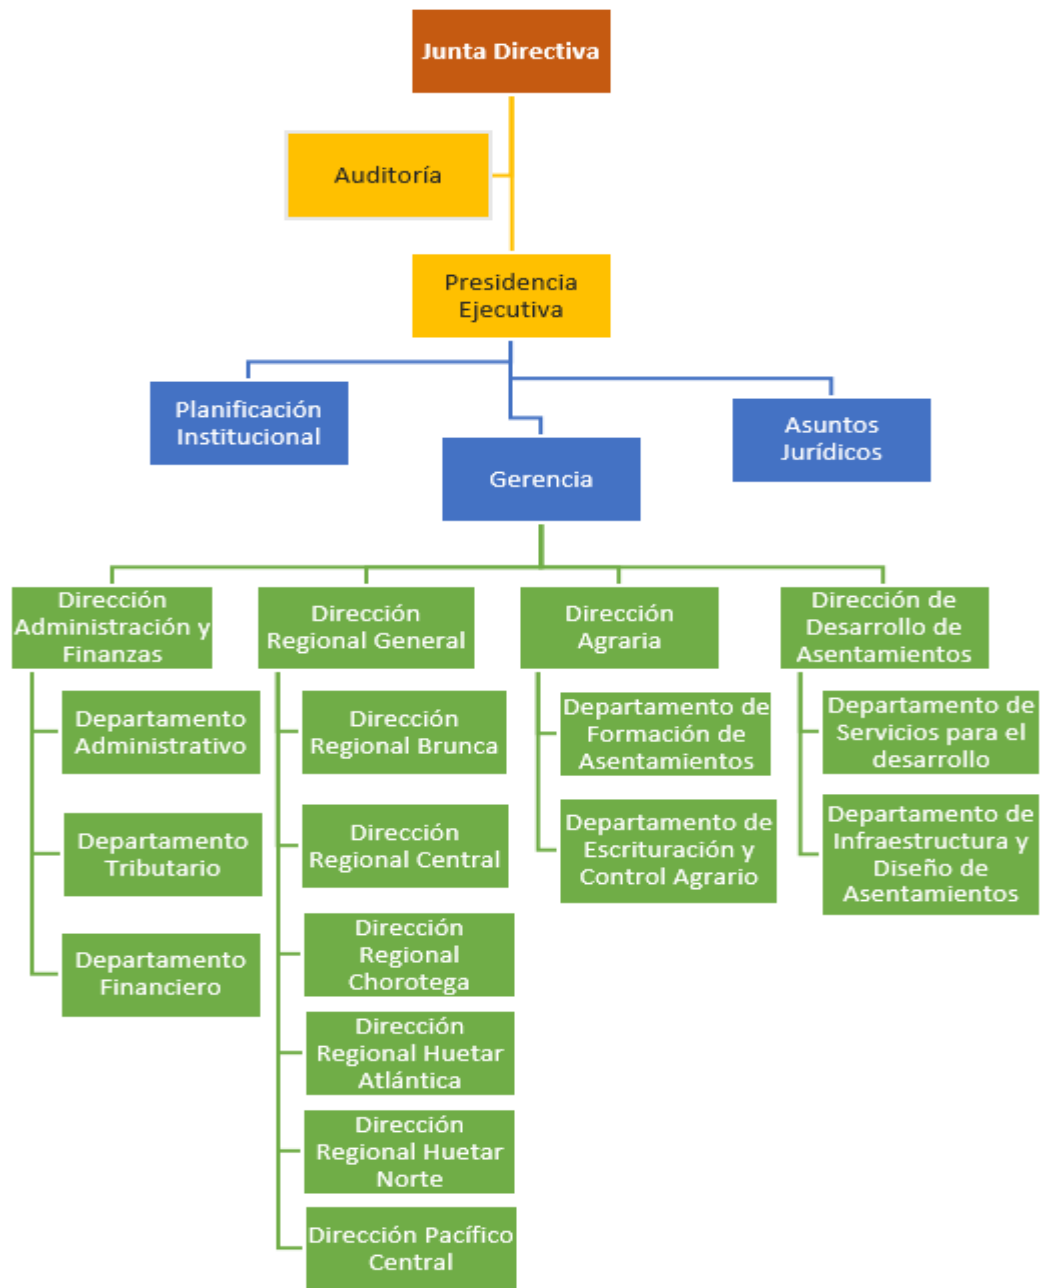 Junta Directiva
Auditoría
Presidencia
Ejecutiva
Planificación
Institucional
Asuntos
Jurídicos
Gerencia
Dirección
Administración y
Finanzas
Departamento
Administrativo
Departamento
Tributario
Departamento
Financiero
Dirección
Regional General
Dirección
Regional Brunca
Dirección
Regional Central
Dirección
Regional
Chorotega
Dirección
Regional Huetar
Atlántica
Dirección
Regional Huetar
Norte
Dirección Pacífico
Central
Dirección
Agraria
Departamento de
Formación de
Asentamientos
Departamento de
Escrituración y
Control Agrario
Dirección de
Desarrollo de
Asentamientos
Departamento de
Servicios para el
desarrollo
Departamento de
Infraestructura y
Diseño de
Asentamientos